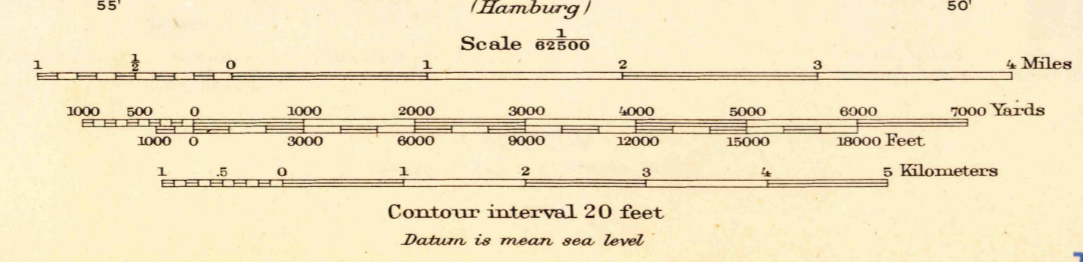 55' (Hamburg) 50'
Scale 1/62500
1 ½ 0 1 2 3 4 Miles
1000 500 0 1000 2000 3000 4000 5000 6000 7000 Yards
1000 0 3000 6000 9000 12000 15000 18000 Feet
1 .5 0 1 2 3 4 5 Kilometers
Contour interval 20 feet
Datum is mean sea level